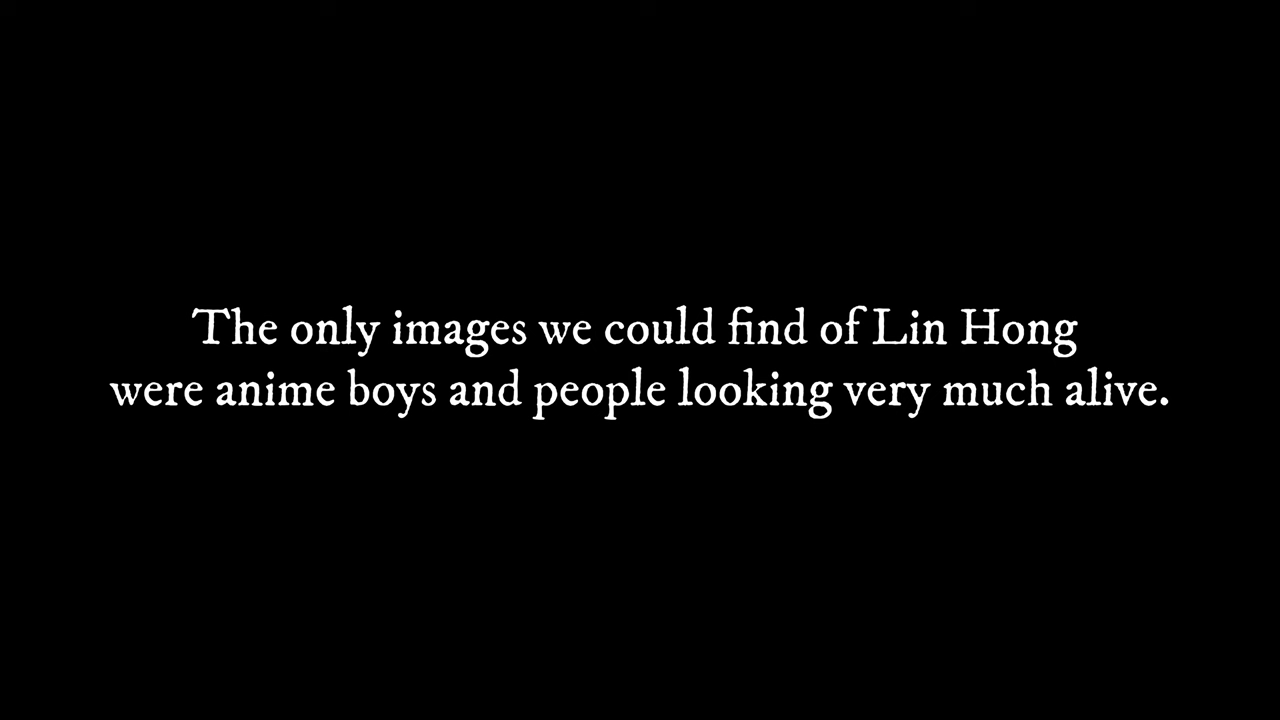 The only images we could find of Lin Hong
were anime boys and people looking very much alive.